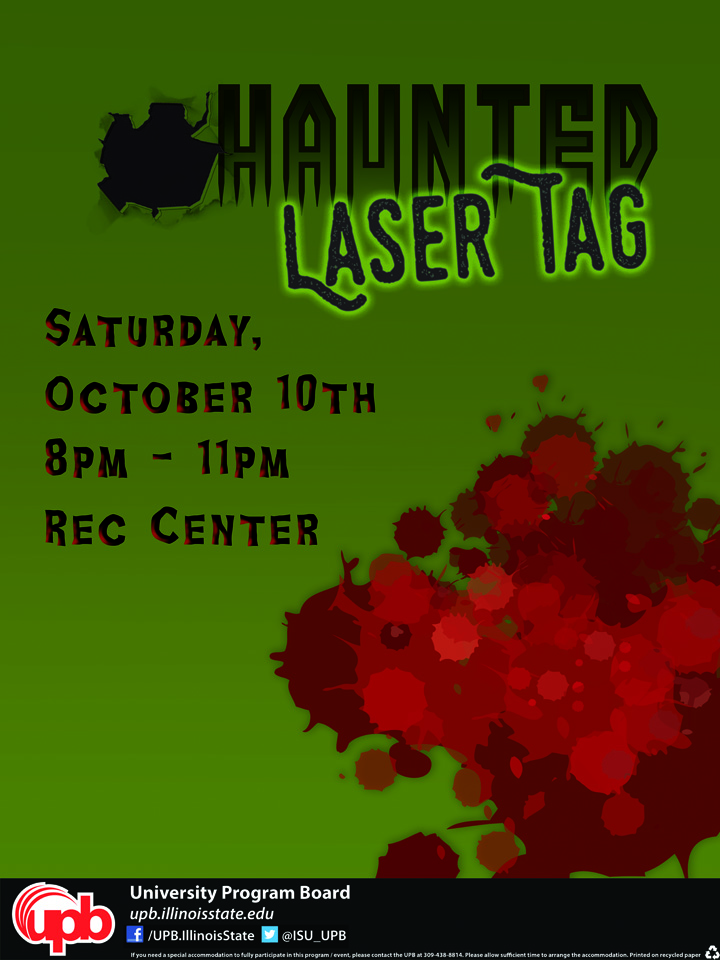 HAUNTED
LASER TAG
SATURDAY,
OCTOBER 10TH
8PM - 11PM
REC CENTER
upb
University Program Board
upb.illinoisstate.edu
f /UPB.IllinoisState @ISU_UPB
If you need a special accommodation to fully participate in this program / event, please contact the UPB at 309-438-8814. Please allow sufficient time to arrange the accommodation. Printed on recycled paper